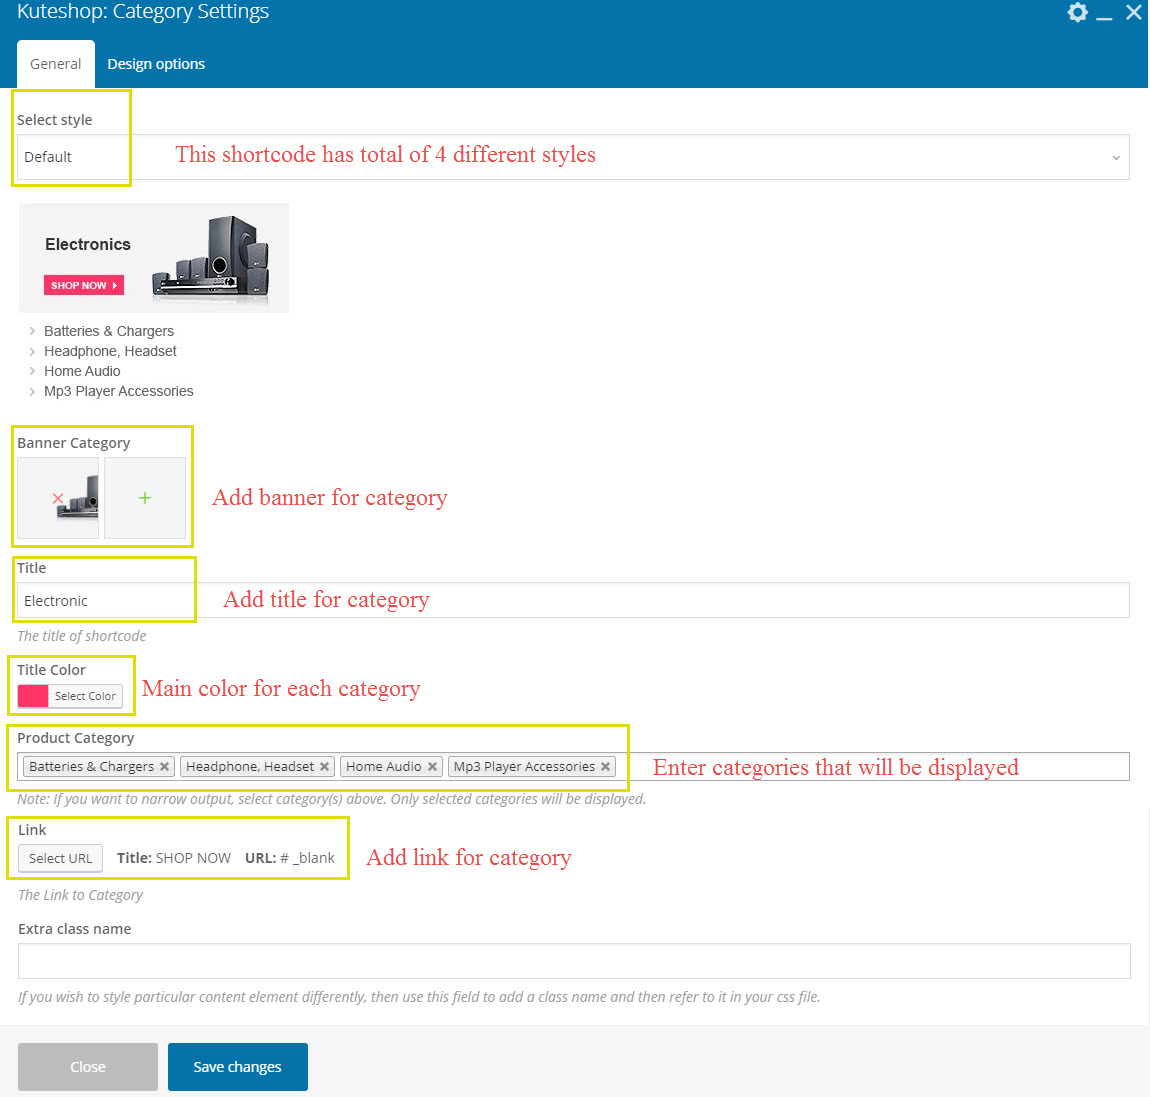 Kuteshop: Category Settings
General Design options
Select style
Default This shortcode has total of 4 different styles
Electronics
SHOP NOW
Batteries & Chargers
Headphone, Headset
Home Audio
Mp3 Player Accessories
Banner Category
Add banner for category
Title
Electronic Add title for category
The title of shortcode
Title Color
Select Color Main color for each category
Product Category
Batteries & Chargers Headphone, Headset Home Audio Mp3 Player Accessories Enter categories that will be displayed
Note: If you want to narrow output, select category(s) above. Only selected categories will be displayed.
Link
Select URL Title: SHOP NOW URL: # _blank Add link for category
The Link to Category
Extra class name
If you wish to style particular content element differently, then use this field to add a class name and then refer to it in your css file.
Close Save changes